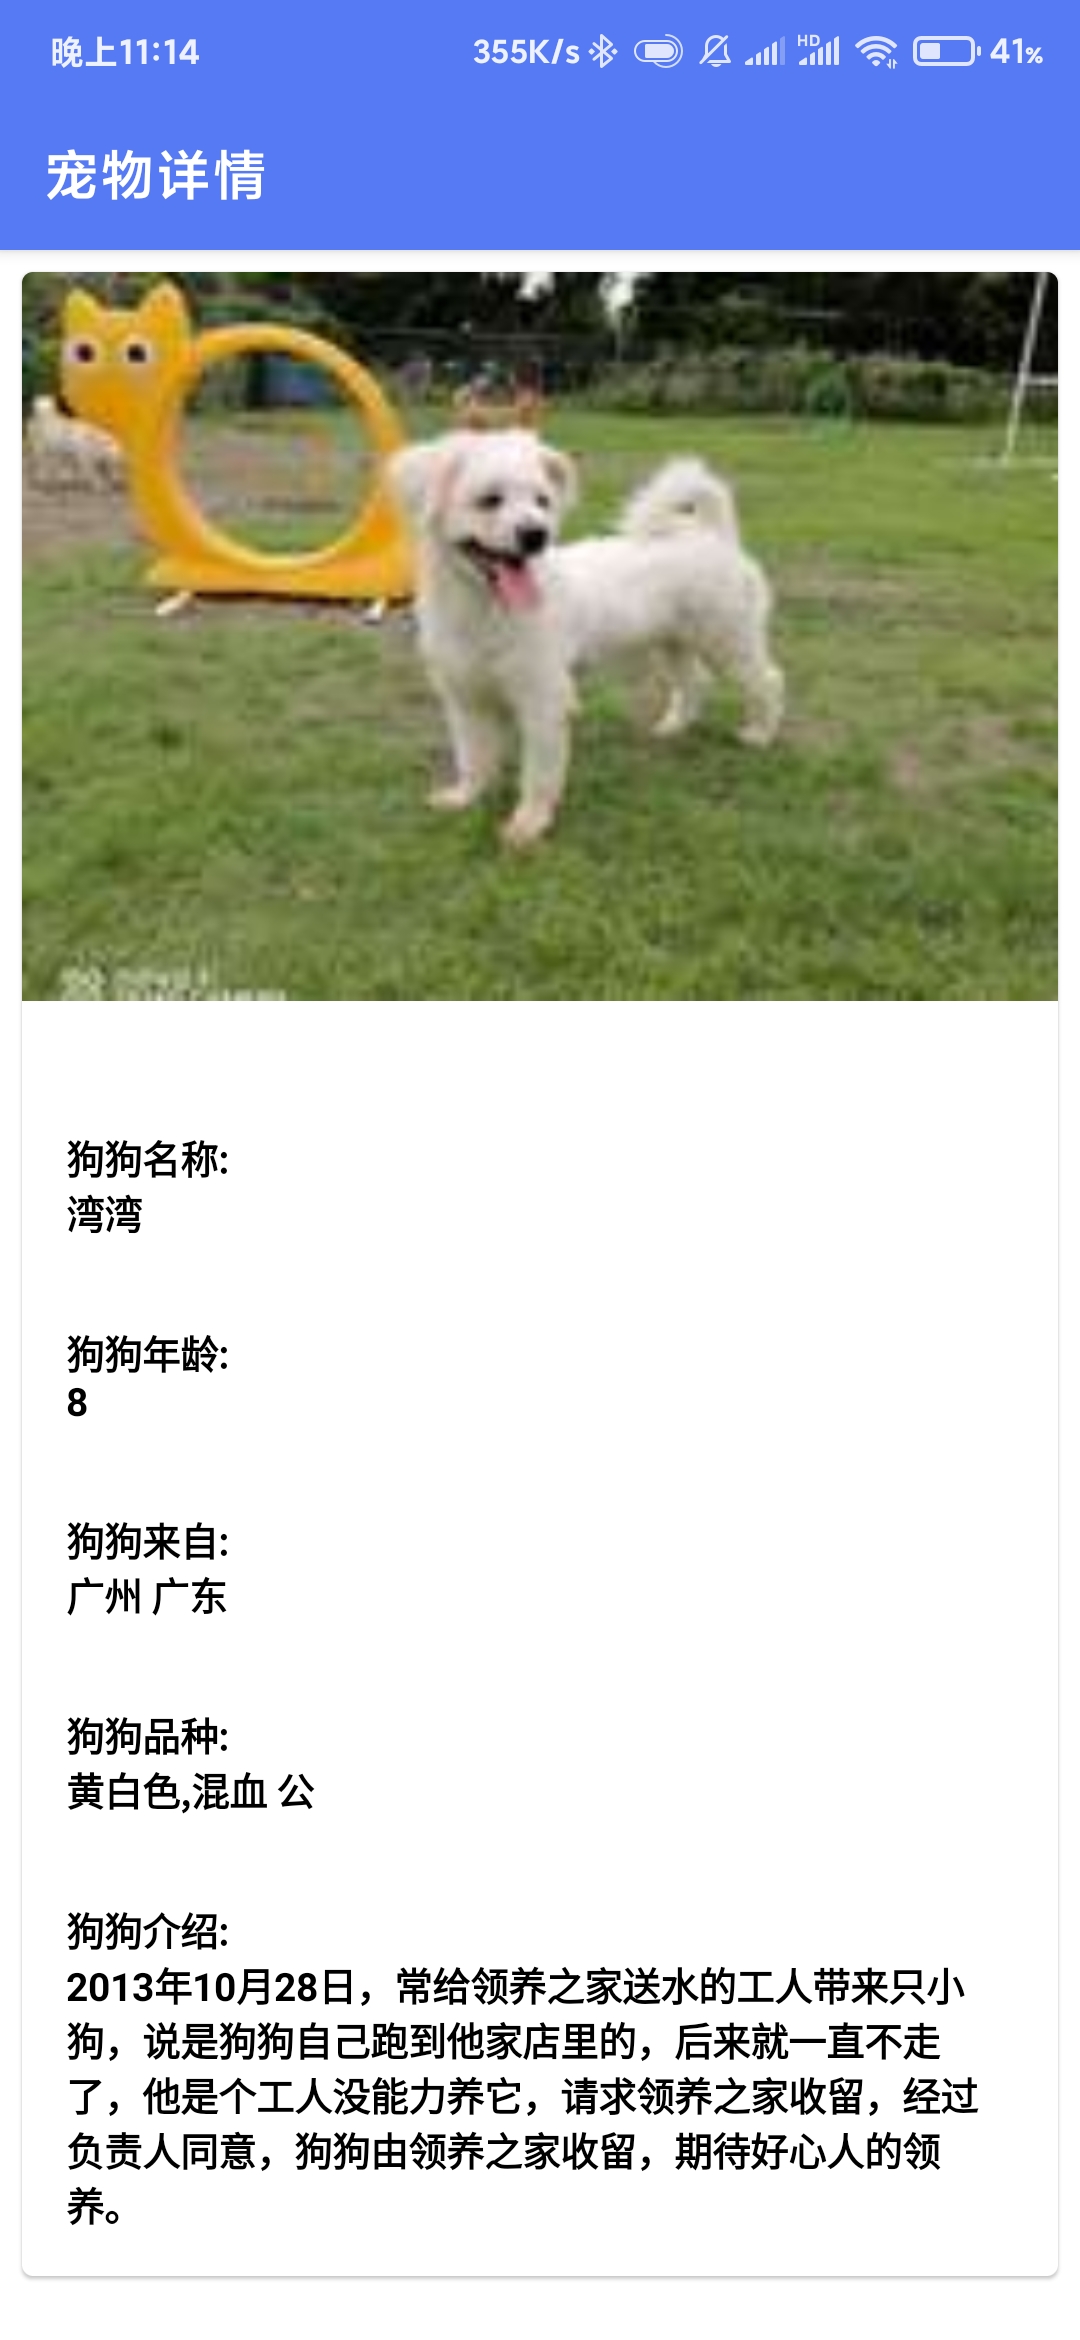 晚上11:14
355K/s
HD
41%
宠物详情
狗狗名称:
湾湾
狗狗年龄:
8
狗狗来自:
广州 广东
狗狗品种:
黄白色,混血 公
狗狗介绍:
2013年10月28日，常给领养之家送水的工人带来只小
狗，说是狗狗自己跑到他家店里的，后来就一直不走
了，他是个工人没能力养它，请求领养之家收留，经过
负责人同意，狗狗由领养之家收留，期待好心人的领
养。